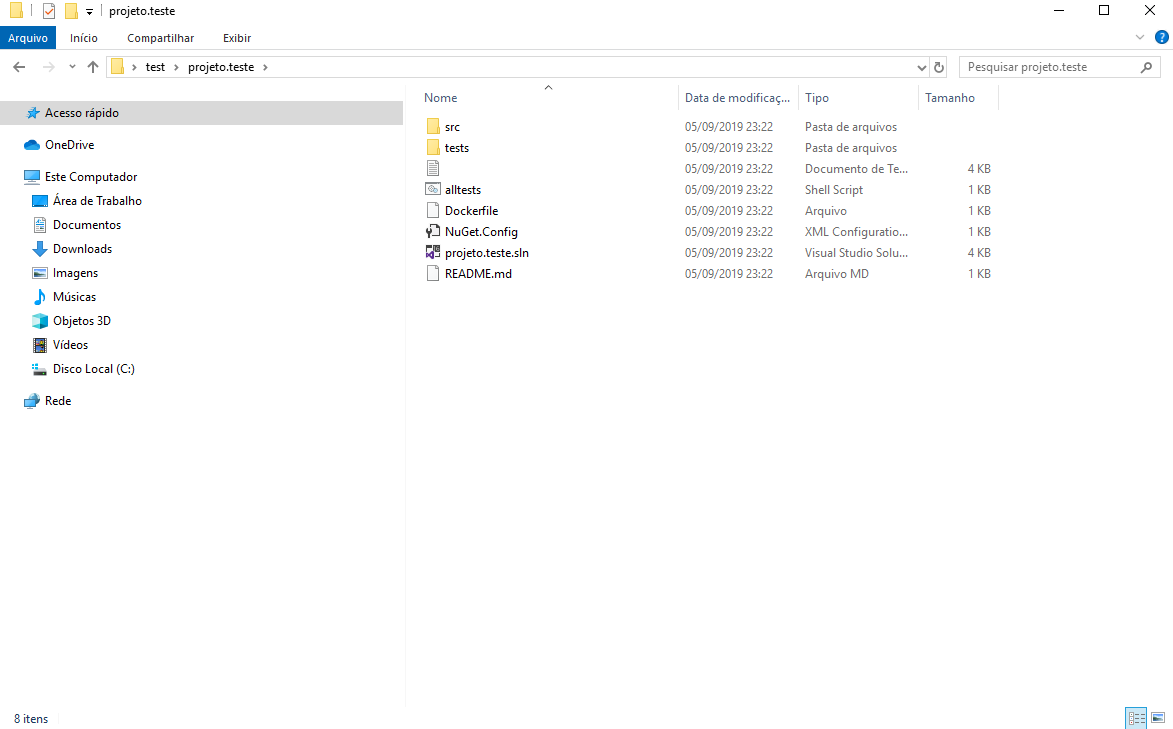 projeto.teste
Arquivo Início Compartilhar Exibir
test projeto.teste Pesquisar projeto.teste
Nome Data de modificaç... Tipo Tamanho
Acesso rápido
OneDrive
Este Computador
Área de Trabalho
Documentos
Downloads
Imagens
Músicas
Objetos 3D
Vídeos
Disco Local (C:)
Rede
src 05/09/2019 23:22 Pasta de arquivos
tests 05/09/2019 23:22 Pasta de arquivos
05/09/2019 23:22 Documento de Te... 4 KB
alltests 05/09/2019 23:22 Shell Script 1 KB
Dockerfile 05/09/2019 23:22 Arquivo 1 KB
NuGet.Config 05/09/2019 23:22 XML Configuratio... 1 KB
projeto.teste.sln 05/09/2019 23:22 Visual Studio Solu... 4 KB
README.md 05/09/2019 23:22 Arquivo MD 1 KB
8 itens